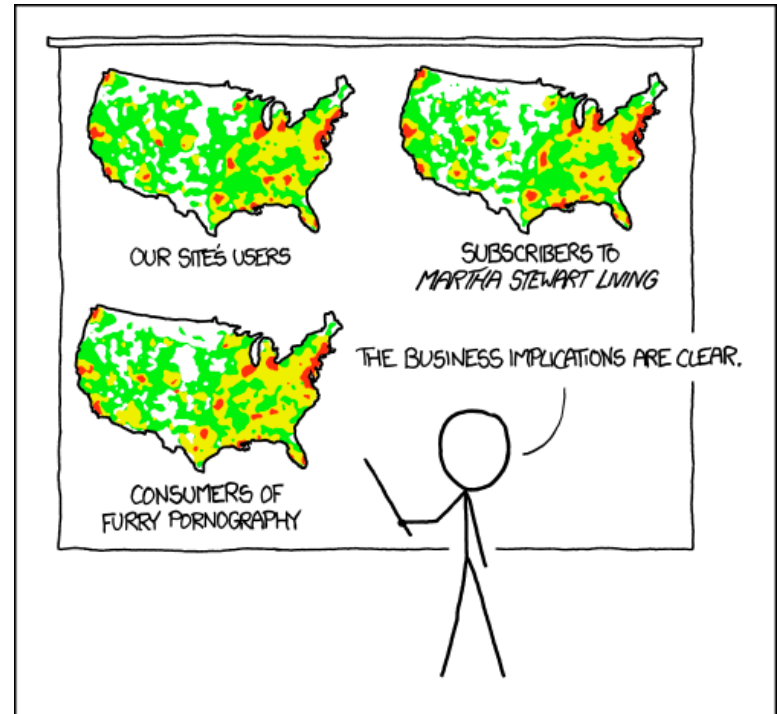 OUR SITE'S USERS
SUBSCRIBERS TO
MARTHA STEWART LIVING
CONSUMERS OF
FURRY PORNOGRAPHY
THE BUSINESS IMPLICATIONS ARE CLEAR.